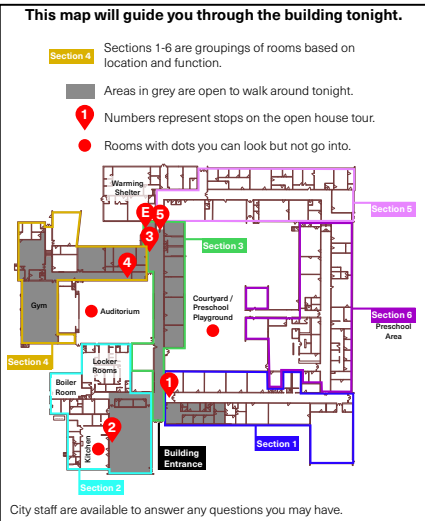 This map will guide you through the building tonight.
Section 4
Sections 1-6 are groupings of rooms based on
location and function.
Areas in grey are open to walk around tonight.
1
Numbers represent stops on the open house tour.
Rooms with dots you can look but not go into.
Warming
Shelter
E
5
3
4
Section 5
Section 3
Gym
Auditorium
Courtyard /
Preschool
Playground
Section 6
Preschool
Area
Section 4
Locker
Rooms
Boiler
Room
1
2
Kitchen
Building
Entrance
Section 1
Section 2
City staff are available to answer any questions you may have.